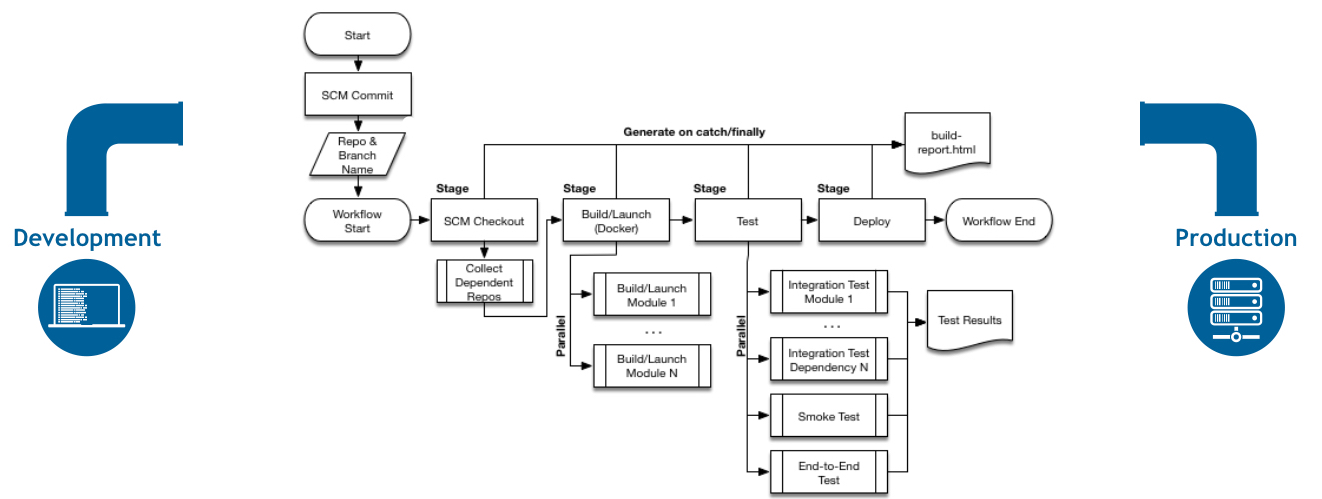 Start
SCM Commit
Repo &
Branch
Name
Generate on catch/finally
build-
report.html
Stage
Stage
Stage
Stage
Workflow
Start
SCM Checkout
Build/Launch
(Docker)
Test
Deploy
Workflow End
Development
Production
Collect
Dependent
Repos
Parallel
Build/Launch
Module 1
...
Build/Launch
Module N
Parallel
Integration Test
Module 1
...
Integration Test
Dependency N
Smoke Test
End-to-End
Test
Test Results